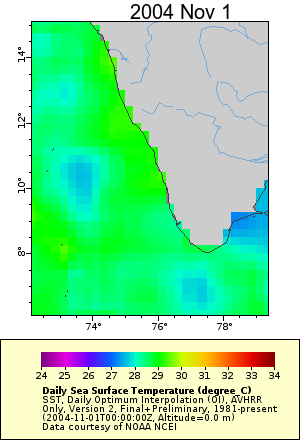 2004 Nov 1
14°
12°
10°
8°
74°
76°
78°
24 25 26 27 28 29 30 31 32 33 34
Daily Sea Surface Temperature (degree_C)
SST, Daily Optimum Interpolation (OI), AVHRR
Only, Version 2, Final+Preliminary, 1981-present
(2004-11-01T00:00:00Z, Altitude=0.0 m)
Data courtesy of NOAA NCEI